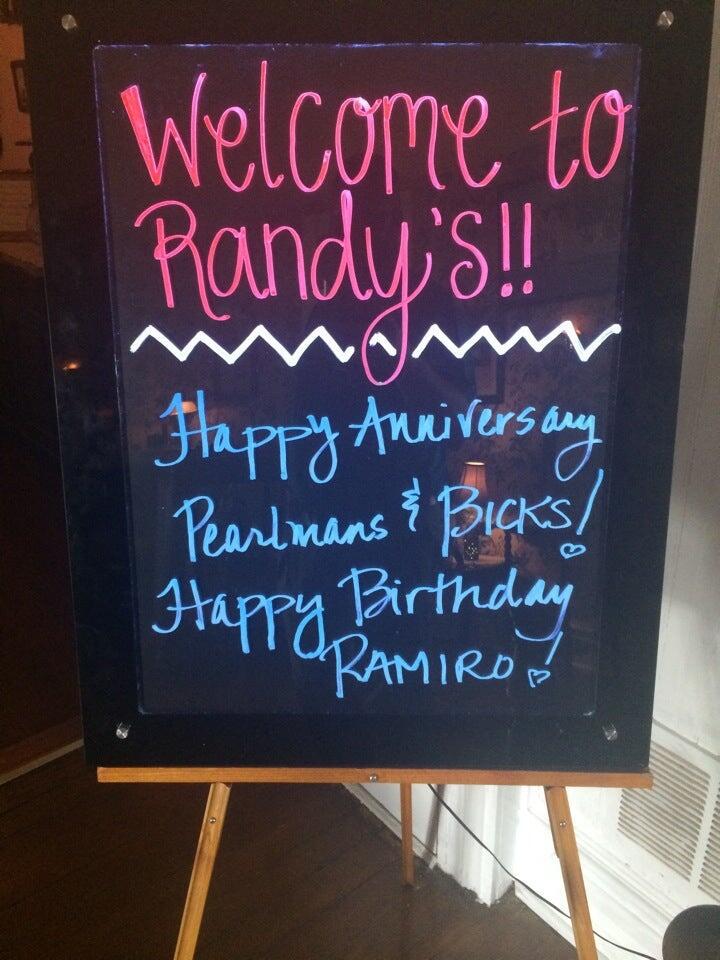 Welcome to
Randy's!!
Happy Anniversary
Pearlmans & BICKS!
Happy Birthday
RAMIRO!